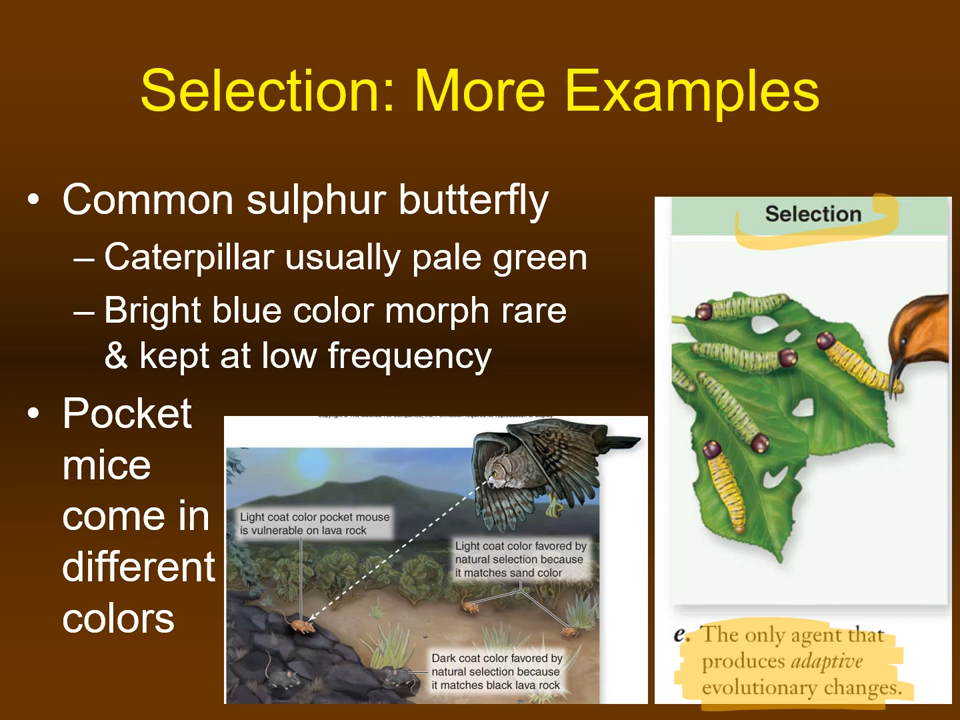 Selection: More Examples
• Common sulphur butterfly
– Caterpillar usually pale green
– Bright blue color morph rare
& kept at low frequency
• Pocket
mice
come in
different
colors
Light coat color pocket mouse
is vulnerable on lava rock
Light coat color favored by
natural selection because
it matches sand color
Dark coat color favored by
natural selection because
it matches black lava rock
Selection
e. The only agent that
produces adaptive
evolutionary changes.